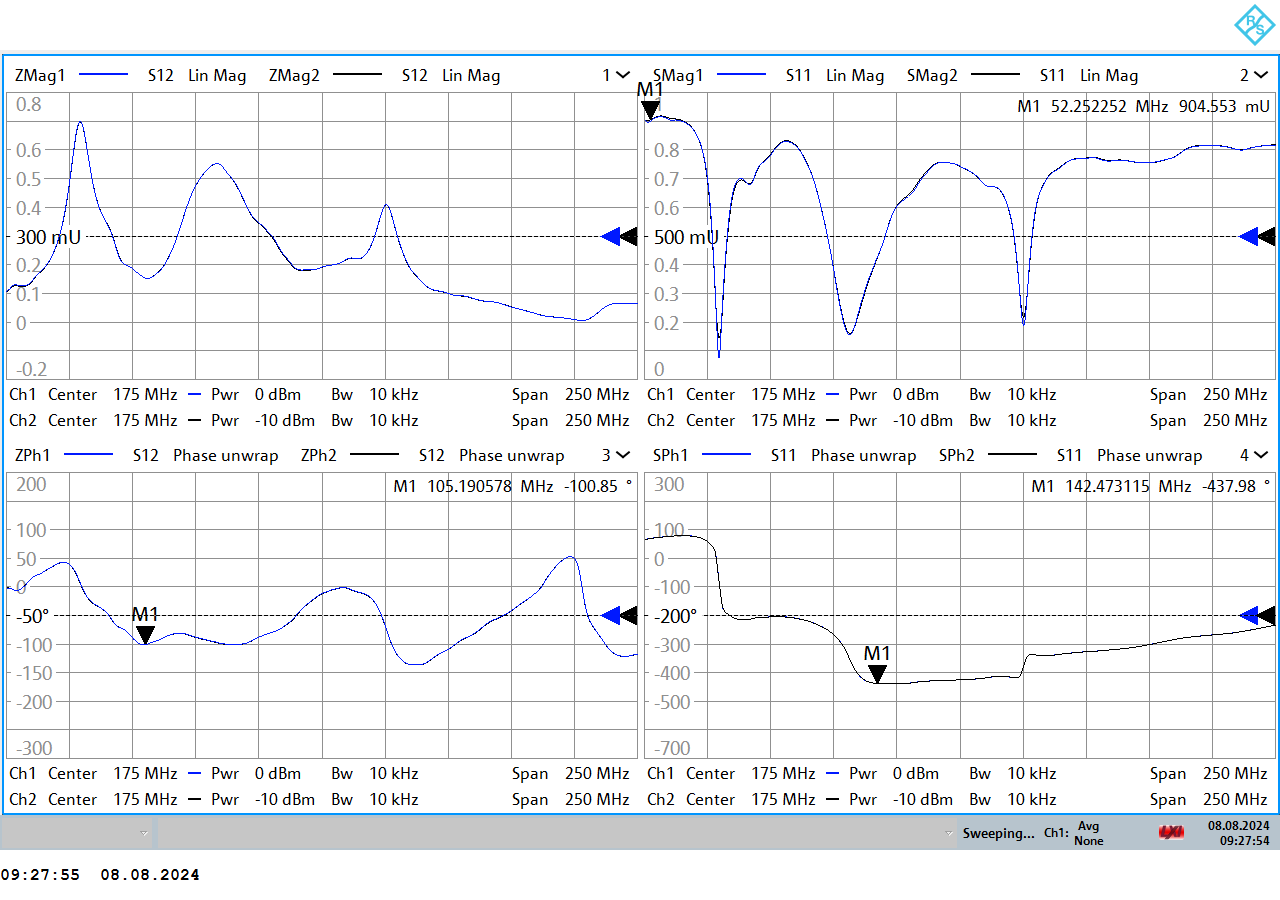 R S
ZMag1 S12 Lin Mag ZMag2 S12 Lin Mag 1
0.8
0.6
0.5
0.4
300 mU
0.2
0.1
0
-0.2
Ch1 Center 175 MHz Pwr 0 dBm Bw 10 kHz Span 250 MHz
Ch2 Center 175 MHz Pwr -10 dBm Bw 10 kHz Span 250 MHz
SMag1 S11 Lin Mag SMag2 S11 Lin Mag 2
M1
M1 52.252252 MHz 904.553 mU
1
0.8
0.7
0.6
500 mU
0.4
0.3
0.2
0
Ch1 Center 175 MHz Pwr 0 dBm Bw 10 kHz Span 250 MHz
Ch2 Center 175 MHz Pwr -10 dBm Bw 10 kHz Span 250 MHz
ZPh1 S12 Phase unwrap ZPh2 S12 Phase unwrap 3
M1 105.190578 MHz -100.85 °
200
100
50
0
-50°
M1
-100
-150
-200
-300
Ch1 Center 175 MHz Pwr 0 dBm Bw 10 kHz Span 250 MHz
Ch2 Center 175 MHz Pwr -10 dBm Bw 10 kHz Span 250 MHz
SPh1 S11 Phase unwrap SPh2 S11 Phase unwrap 4
M1 142.473115 MHz -437.98 °
300
100
0
-100
-200°
-300
M1
-400
-500
-700
Ch1 Center 175 MHz Pwr 0 dBm Bw 10 kHz Span 250 MHz
Ch2 Center 175 MHz Pwr -10 dBm Bw 10 kHz Span 250 MHz
Sweeping... Ch1: Avg None
LXI
08.08.2024
09:27:54
09:27:55 08.08.2024